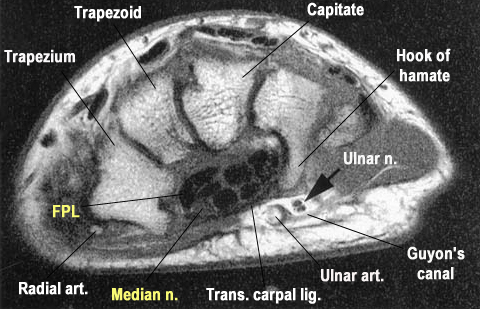 Trapezoid
Capitate
Trapezium
Hook of
hamate
Ulnar n.
FPL
Guyon's
canal
Ulnar art.
Radial art.
Median n.
Trans. carpal lig.